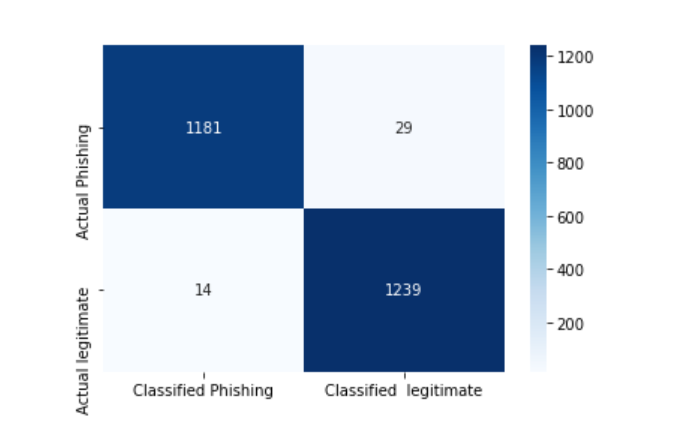 Actual Phishing
1181
29
Actual legitimate
14
1239
Classified Phishing
Classified  legitimate
1200
1000
800
600
400
200